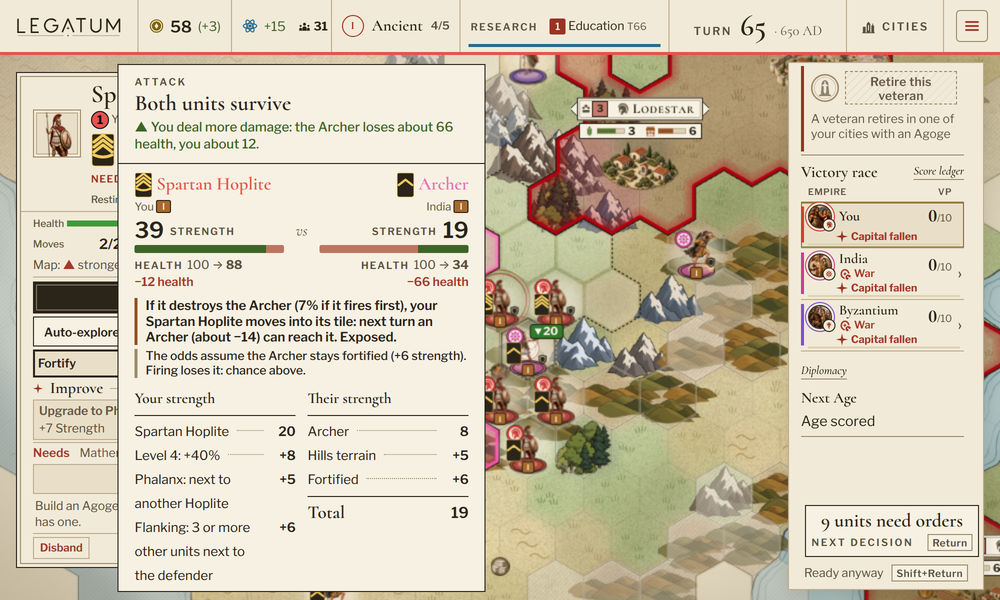 LEGATUM
58 (+3)
+15
31
I Ancient 4/5
RESEARCH 1 Education T66
TURN 65 · 650 AD
CITIES
Sp
1
NEED
Restin
Health
Moves 2/2
Map: ▲ stronge
Auto-explore
Fortify
Improve
Upgrade to Ph
+7 Strength
Needs Mathe
Build an Agoge
has one.
Disband
ATTACK
Both units survive
▲ You deal more damage: the Archer loses about 66
health, you about 12.
Spartan Hoplite
Archer
You I
India I
39 STRENGTH
vs
STRENGTH 19
HEALTH 100 → 88
HEALTH 100 → 34
−12 health
−66 health
If it destroys the Archer (7% if it fires first), your
Spartan Hoplite moves into its tile: next turn an
Archer (about −14) can reach it. Exposed.
The odds assume the Archer stays fortified (+6 strength).
Firing loses it: chance above.
Your strength
Spartan Hoplite 20
Level 4: +40% +8
Phalanx: next to +5
another Hoplite
Flanking: 3 or more +6
other units next to
the defender
Their strength
Archer 8
Hills terrain +5
Fortified +6
Total 19
3 LODESTAR
3 6
I
I
I
▼20
I
I
I
I
Retire this
veteran
A veteran retires in one of
your cities with an Agoge
Victory race Score ledger
EMPIRE VP
You 0/10
Capital fallen
India 0/10 ›
War
Capital fallen
Byzantium 0/10 ›
War
Capital fallen
Diplomacy
Next Age
Age scored
9 units need orders
NEXT DECISION Return
Ready anyway Shift+Return
6